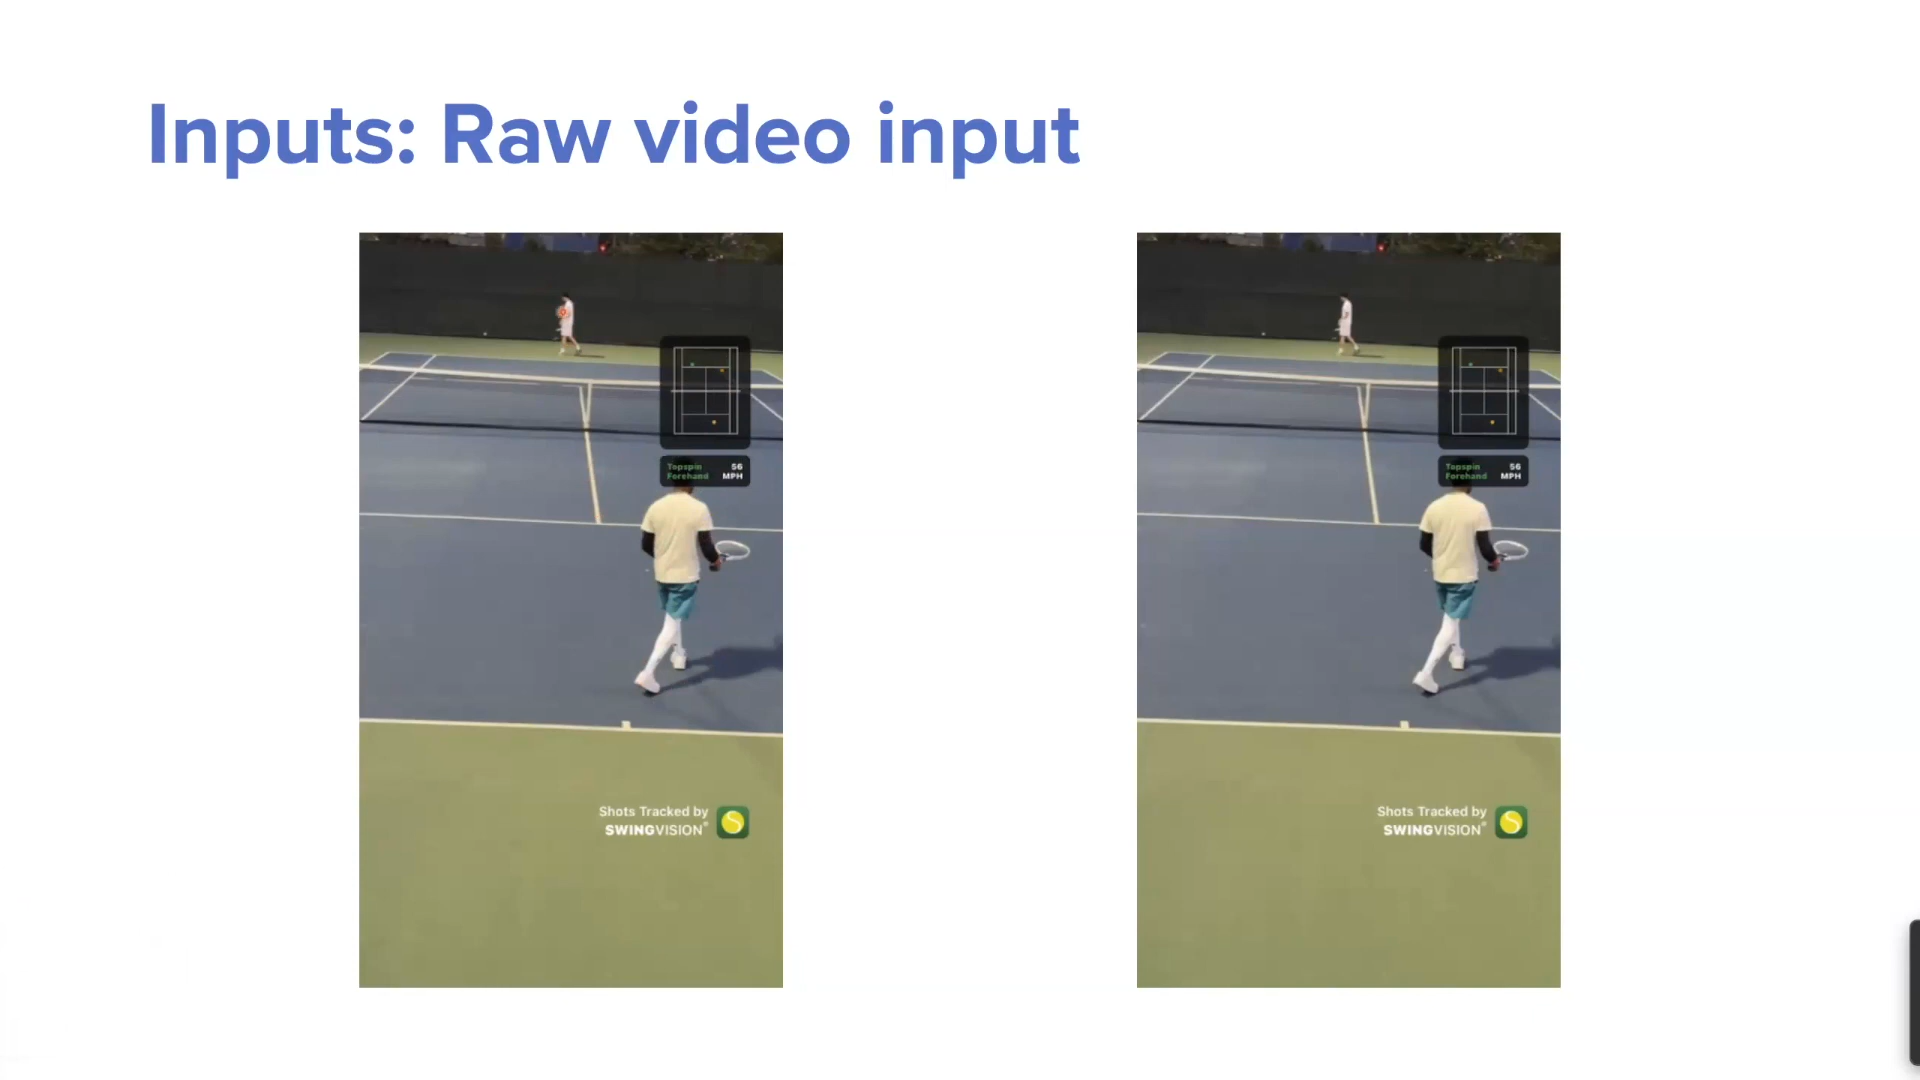 Inputs: Raw video input
Topspin 56
Forehand MPH
Shots Tracked by
SWINGVISION®
Topspin 56
Forehand MPH
Shots Tracked by
SWINGVISION®